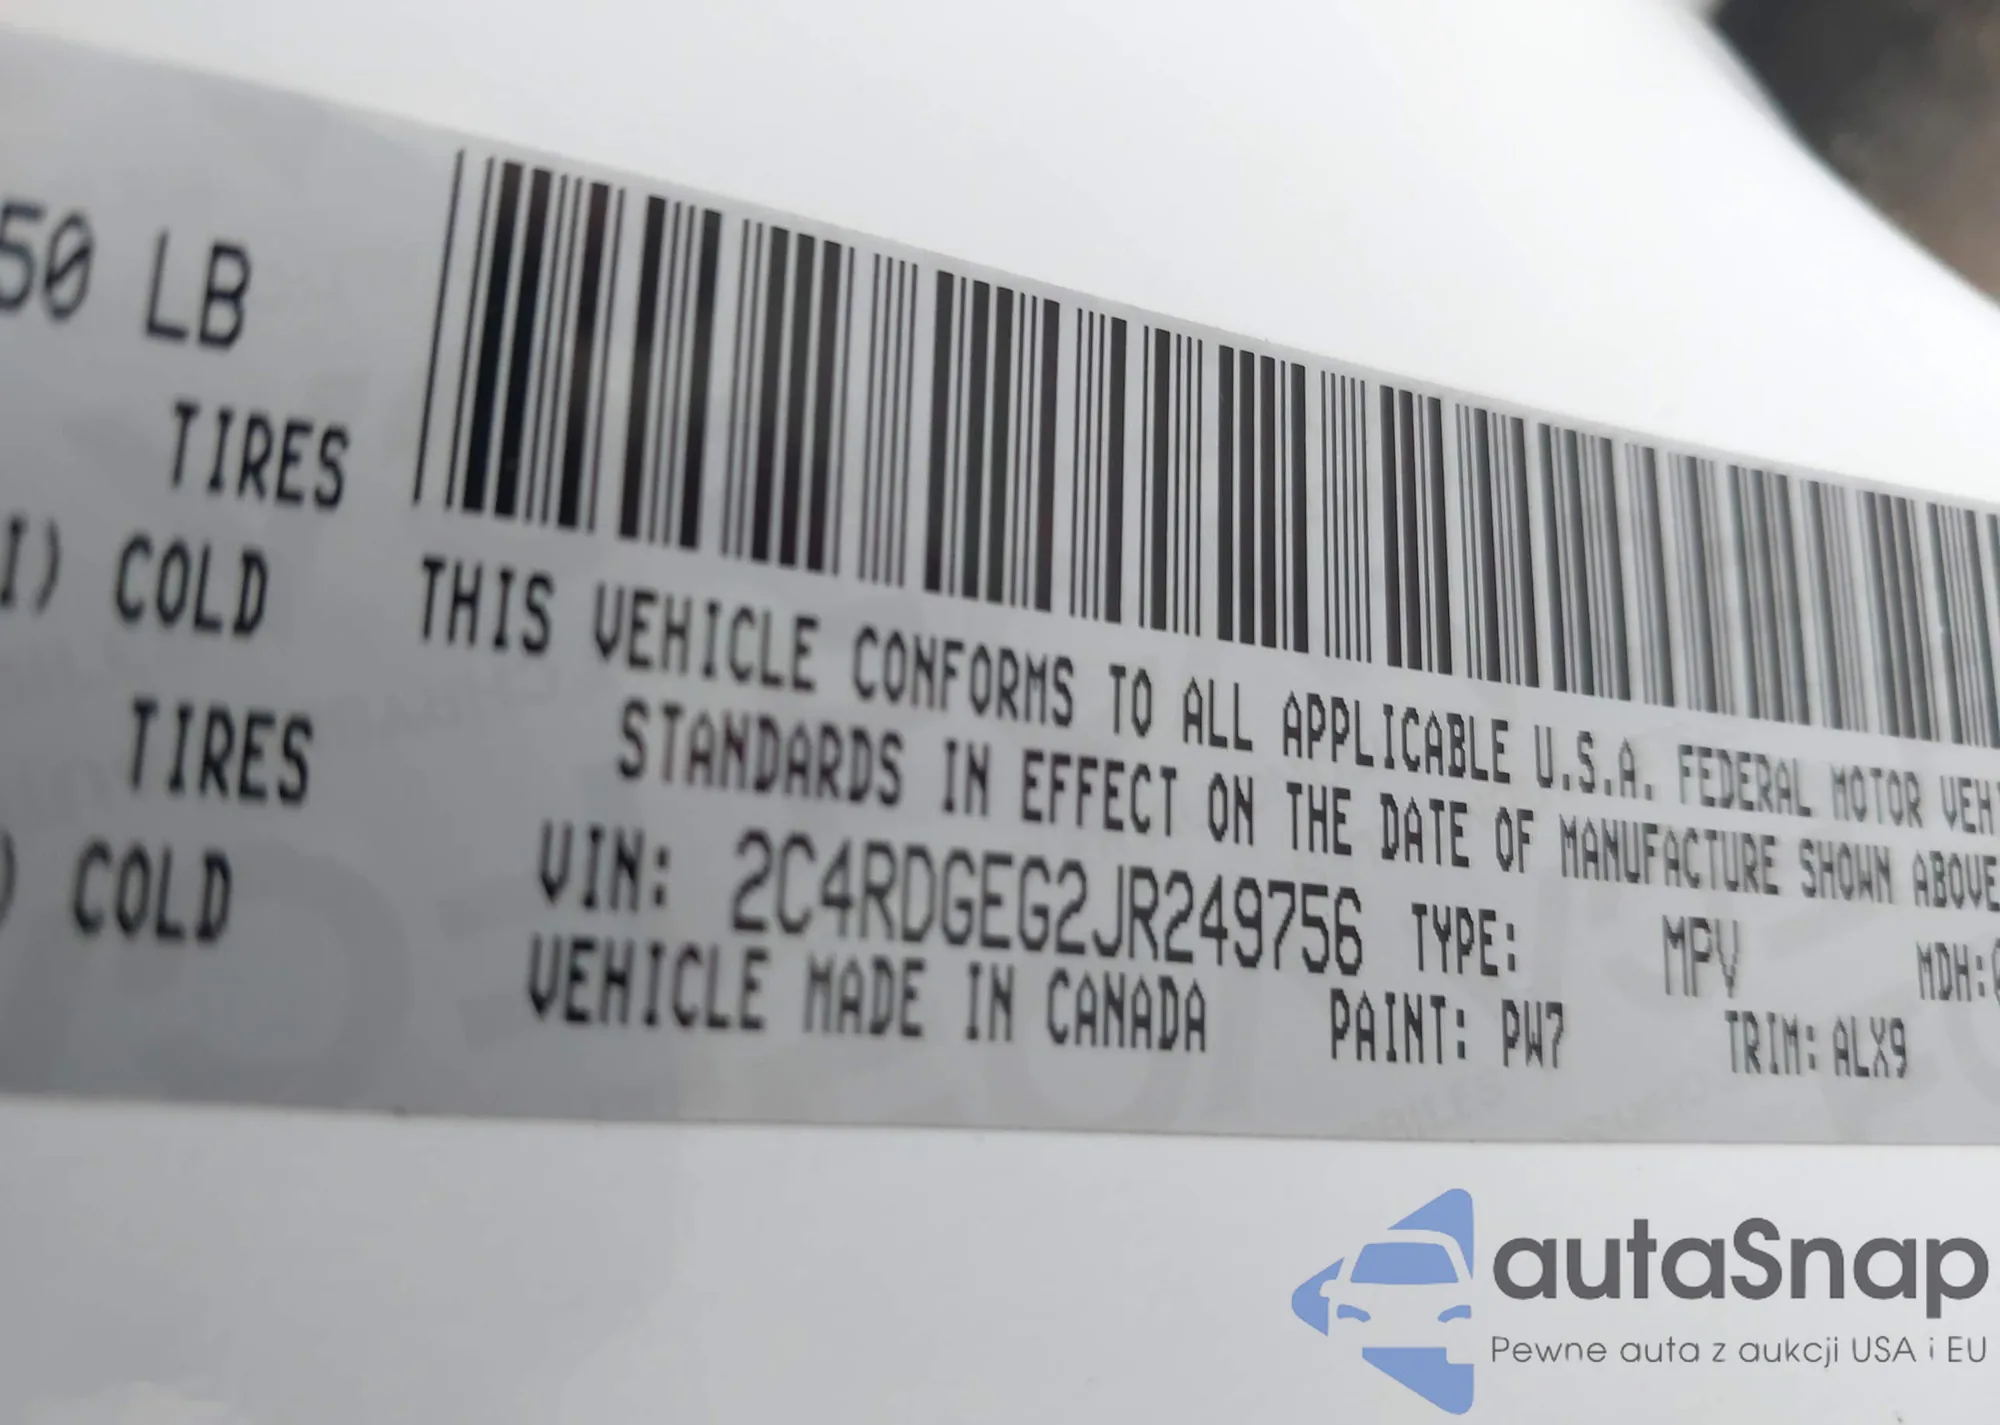 50 LB
TIRES
I) COLD
TIRES
) COLD
THIS VEHICLE CONFORMS TO ALL APPLICABLE U.S.A. FEDERAL MOTOR VEH
STANDARDS IN EFFECT ON THE DATE OF MANUFACTURE SHOWN ABOVE
VIN: 2C4RDGEG2JR249756 TYPE: MPV MDH:
VEHICLE MADE IN CANADA PAINT: PW7 TRIM: ALX9
autaSnap
Pewne auta z aukcji USA i EU